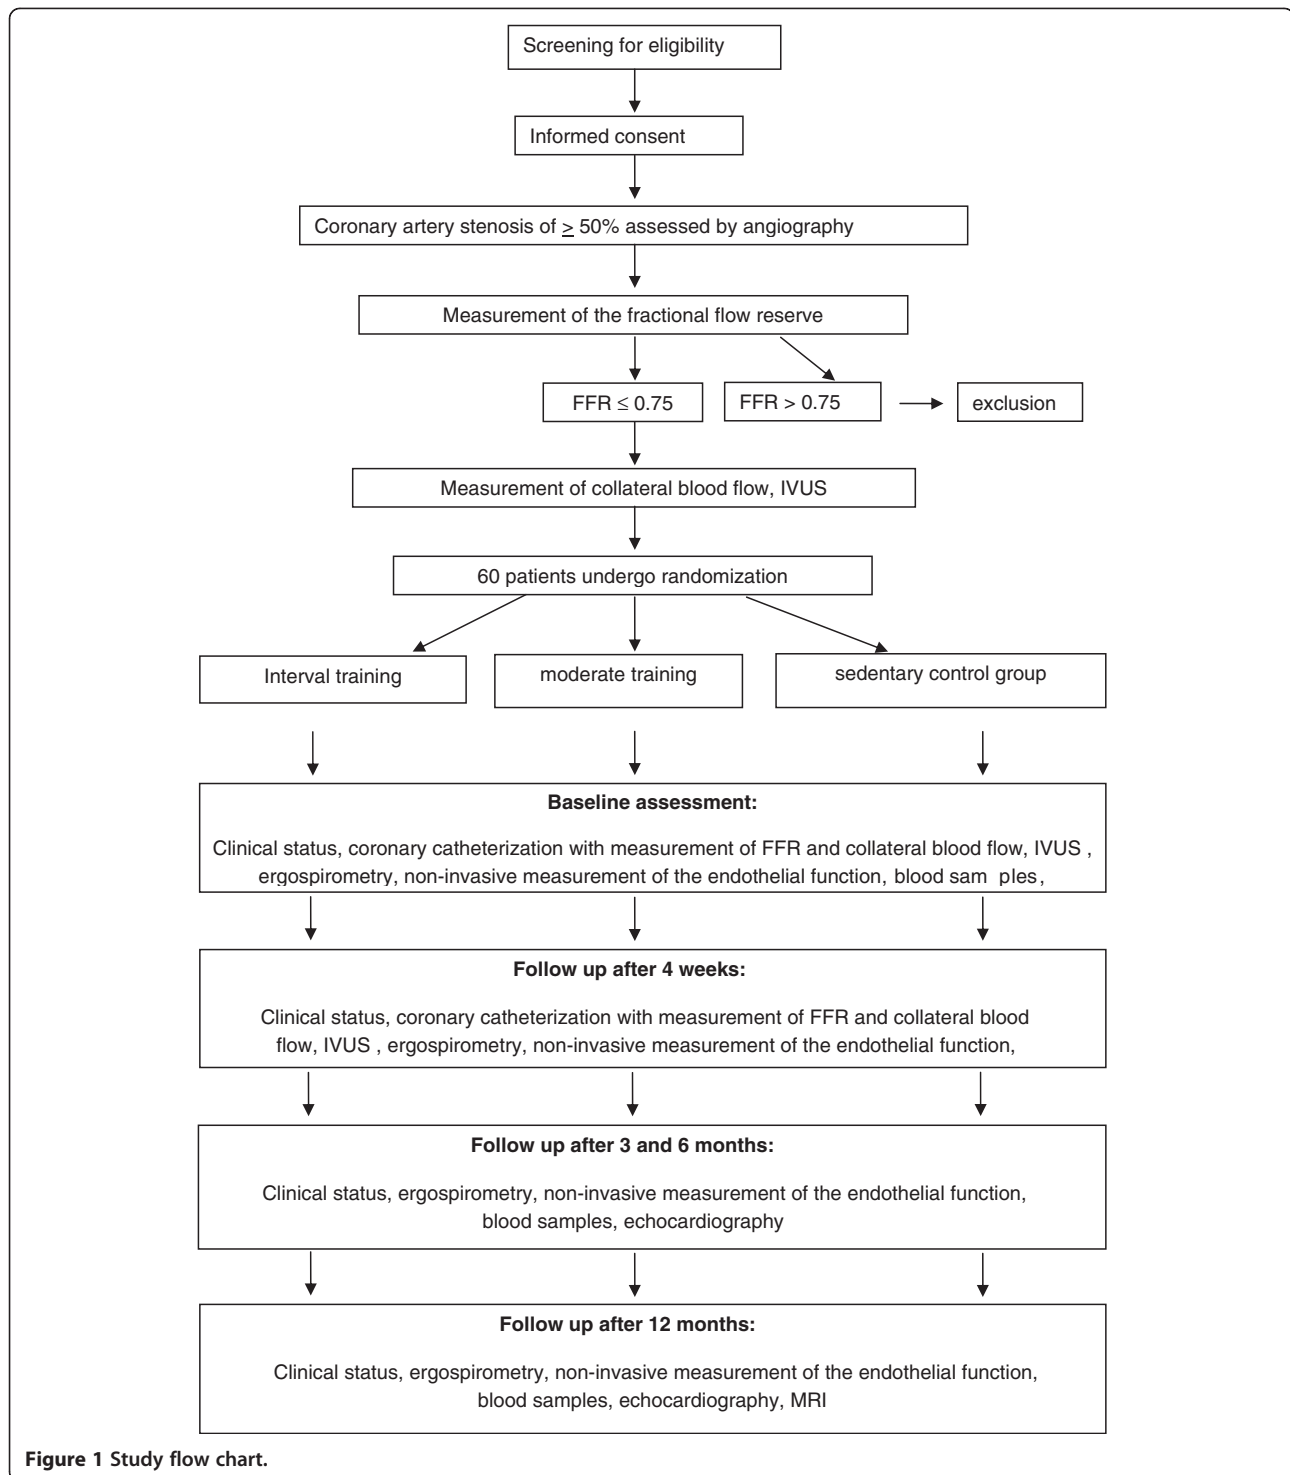 Screening for eligibility
Informed consent
Coronary artery stenosis of ≥ 50% assessed by angiography
Measurement of the fractional flow reserve
FFR ≤ 0.75
FFR > 0.75
exclusion
Measurement of collateral blood flow, IVUS
60 patients undergo randomization
Interval training
moderate training
sedentary control group
Baseline assessment:
Clinical status, coronary catheterization with measurement of FFR and collateral blood flow, IVUS ,
ergospirometry, non-invasive measurement of the endothelial function, blood sam ples,
Follow up after 4 weeks:
Clinical status, coronary catheterization with measurement of FFR and collateral blood
flow, IVUS , ergospirometry, non-invasive measurement of the endothelial function,
Follow up after 3 and 6 months:
Clinical status, ergospirometry, non-invasive measurement of the endothelial function,
blood samples, echocardiography
Follow up after 12 months:
Clinical status, ergospirometry, non-invasive measurement of the endothelial function,
blood samples, echocardiography, MRI
Figure 1 Study flow chart.